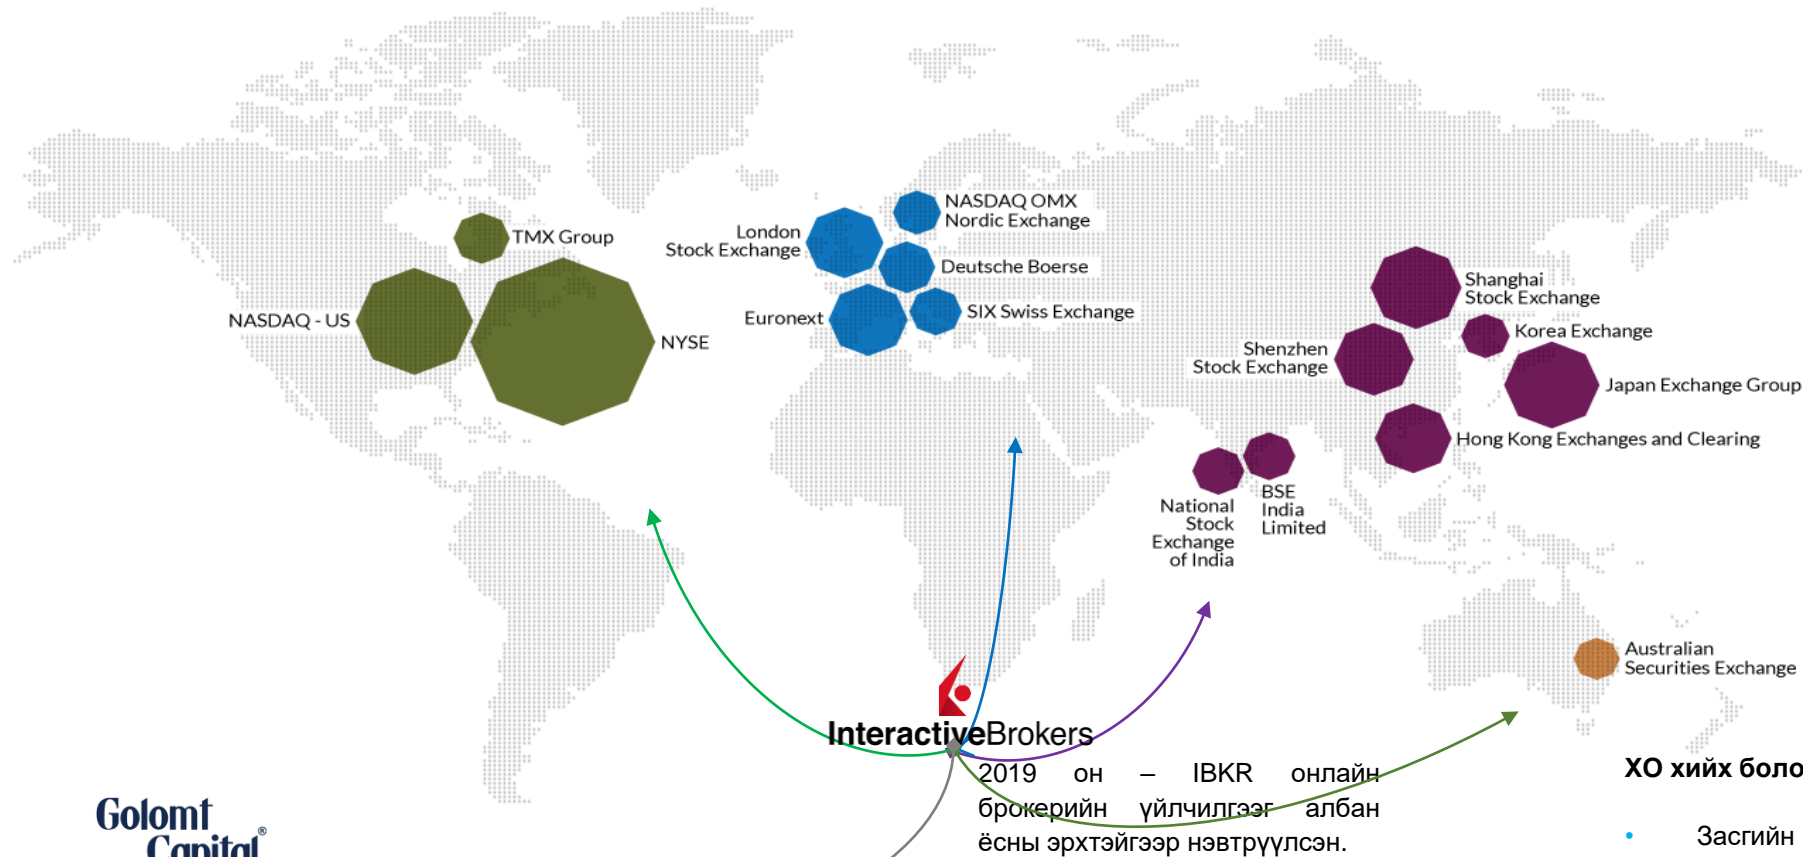 NASDAQ OMX
Nordic Exchange
London
Stock Exchange
TMX Group
Deutsche Boerse
Euronext
SIX Swiss Exchange
NASDAQ - US
NYSE
Shanghai
Stock Exchange
Korea Exchange
Shenzhen
Stock Exchange
Japan Exchange Group
Hong Kong Exchanges and Clearing
National
Stock
Exchange
of India
BSE
India
Limited
Australian
Securities Exchange
InteractiveBrokers
2019 он – IBKR онлайн
брокерийн үйлчилгээг албан
ёсны эрхтэйгээр нэвтрүүлсэн.
ХО хийх боло
• Засгийн
Golomt
Capital®